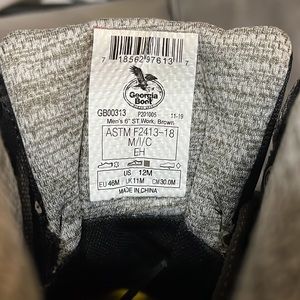 7 18562 97613 7
Georgia
Boot
GB00313 P201005 11-19
Men's 6" ST Work, Brown
ASTM F2413-18
M/I/C
EH
US 12M
EU 46M UK 11M CM 30.0M
MADE IN CHINA